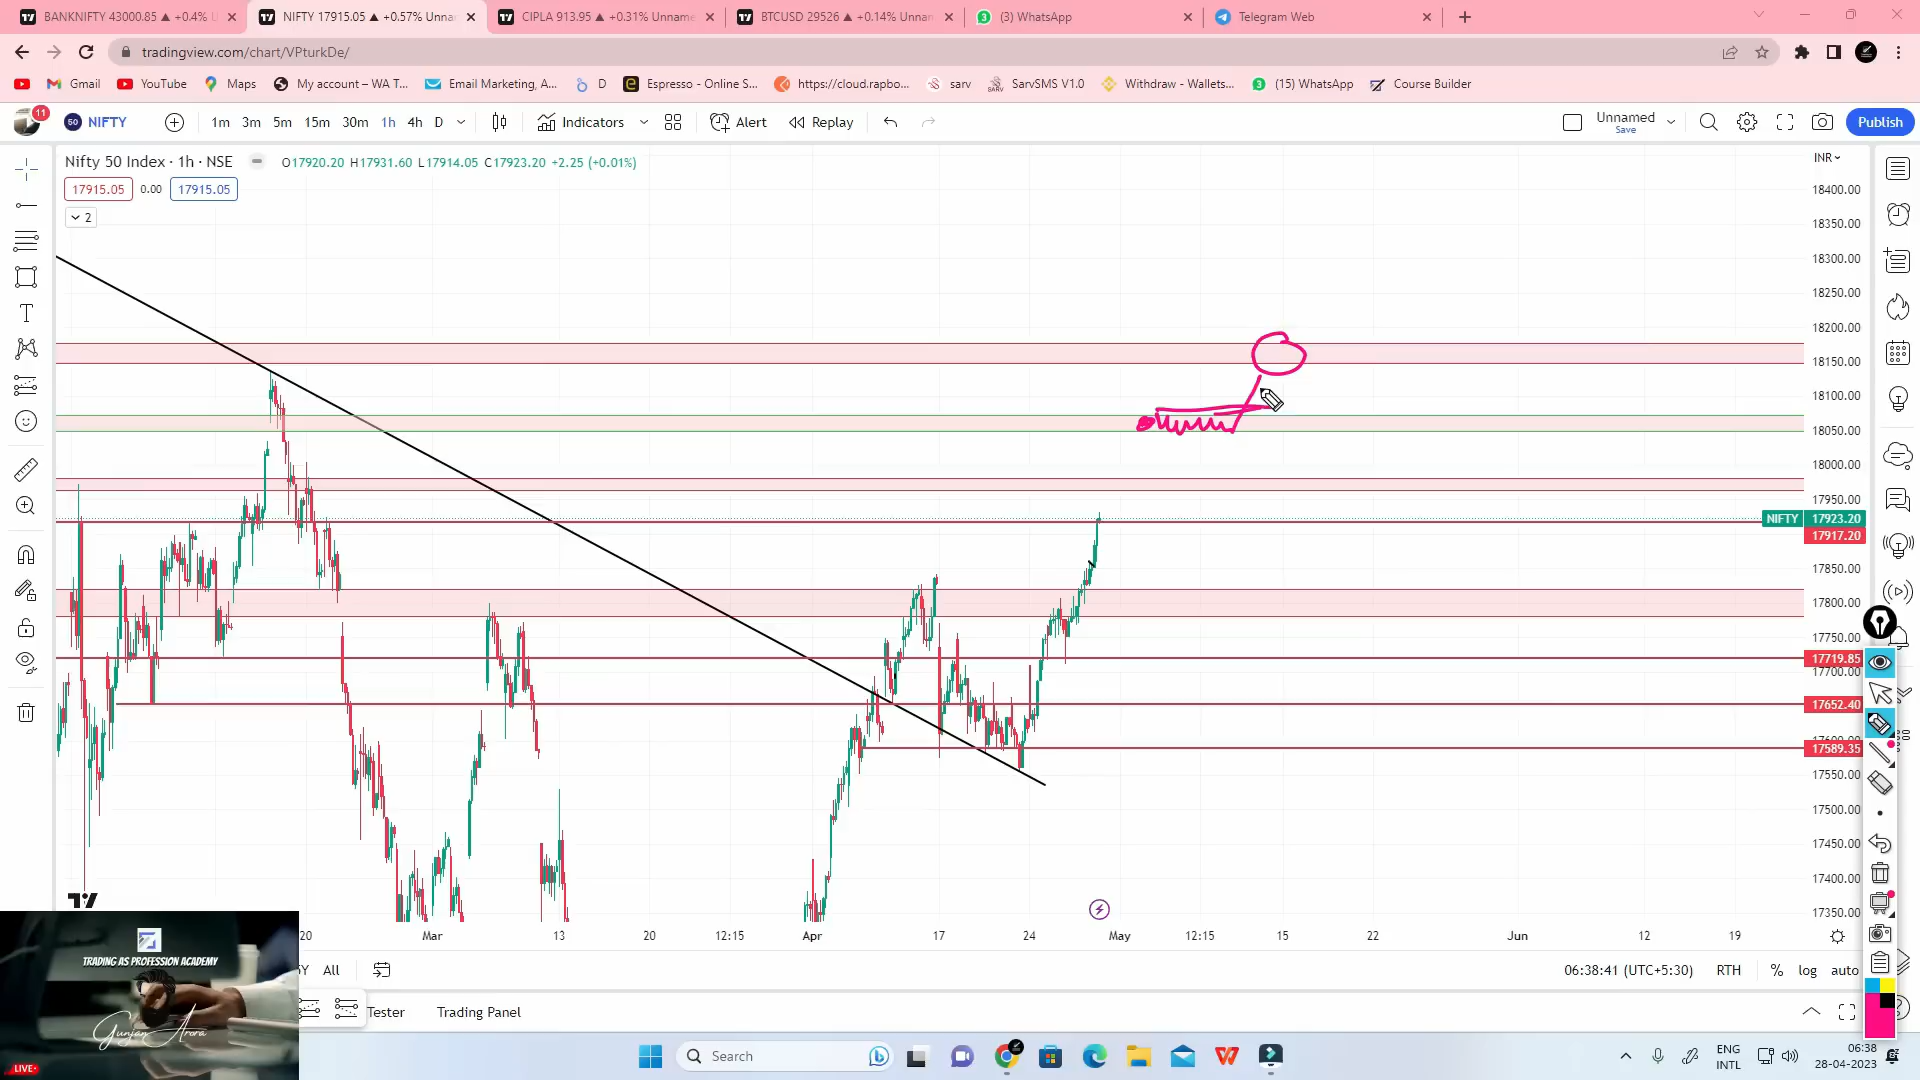 BANKNIFTY 43000.85 ▲ +0.4% U
NIFTY 17915.05 ▲ +0.57% Unnar
CIPLA 913.95 ▲ +0.31% Unname
BTCUSD 29526 ▲ +0.14% Unnan
(3) WhatsApp
Telegram Web
tradingview.com/chart/VPturkDe/
Gmail
YouTube
Maps
My account – WA T...
Email Marketing, A...
D
Espresso - Online S...
https://cloud.rapbo...
sarv
SarvSMS V1.0
Withdraw - Wallets...
(15) WhatsApp
Course Builder
11
50 NIFTY
1m 3m 5m 15m 30m 1h 4h D
Indicators
Alert
Replay
Unnamed
Save
Publish
Nifty 50 Index · 1h · NSE
O17920.20 H17931.60 L17914.05 C17923.20 +2.25 (+0.01%)
INR
17915.05 0.00 17915.05
2
18400.00
18350.00
18300.00
18250.00
18200.00
18150.00
18100.00
18050.00
18000.00
17950.00
NIFTY 17923.20
17917.20
17850.00
17800.00
17750.00
17719.85
17700.00
17652.40
17600.00
17589.35
17550.00
17500.00
17450.00
17400.00
17350.00
20 Mar 13 20 12:15 Apr 17 24 May 12:15 15 22 Jun 12 19
Y All
06:38:41 (UTC+5:30) RTH % log auto
Tester
Trading Panel
TRADING AS PROFESSION ACADEMY
Gunjan Arora
LIVE
Search
ENG
INTL
06:38
28-04-2023